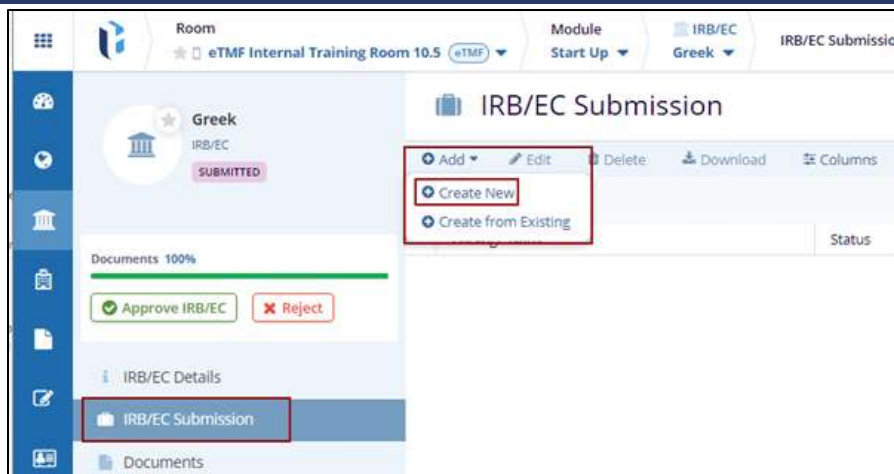 Room
eTMF Internal Training Room 10.5 eTMF
Module
Start Up
IRB/EC
Greek
IRB/EC Submissio
Greek
IRB/EC
SUBMITTED
Documents 100%
Approve IRB/EC
Reject
IRB/EC Details
IRB/EC Submission
Documents
IRB/EC Submission
Add
Edit
Delete
Download
Columns
Create New
Create from Existing
Status